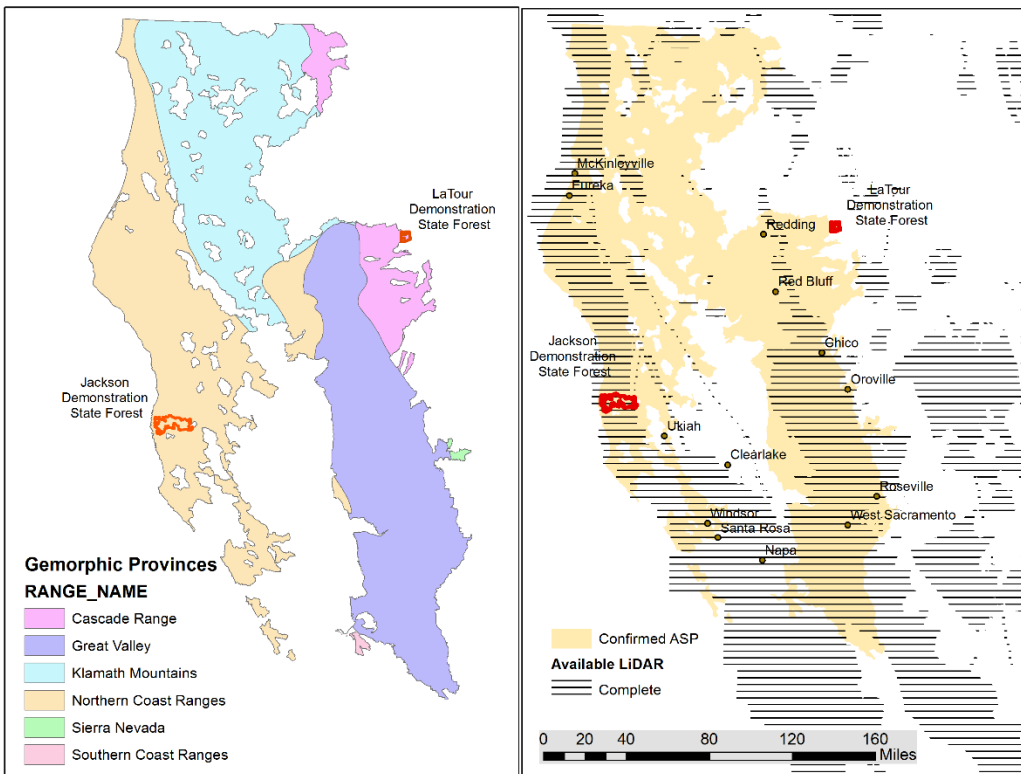 LaTour
Demonstration
State Forest
Jackson
Demonstration
State Forest
Gemorphic Provinces
RANGE_NAME
Cascade Range
Great Valley
Klamath Mountains
Northern Coast Ranges
Sierra Nevada
Southern Coast Ranges
McKinleyville
Eureka
LaTour
Demonstration
State Forest
Redding
Red Bluff
Chico
Jackson
Demonstration
State Forest
Oroville
Ukiah
Clearlake
Roseville
Windsor
West Sacramento
Santa Rosa
Napa
Confirmed ASP
Available LiDAR
Complete
0 20 40 80 120 160
Miles